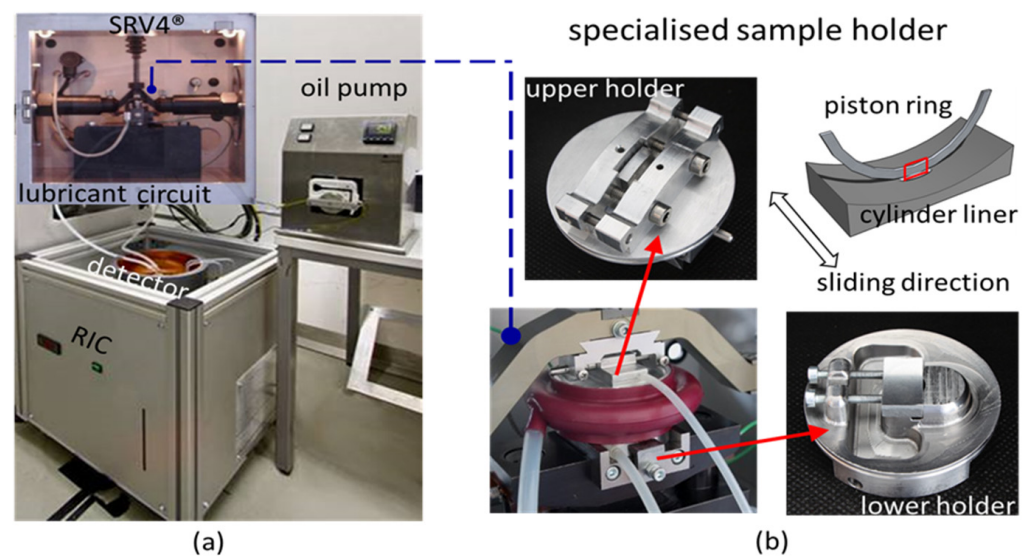 SRV4®
oil pump
lubricant circuit
detector
RIC
(a)
specialised sample holder
upper holder
piston ring
cylinder liner
sliding direction
lower holder
(b)